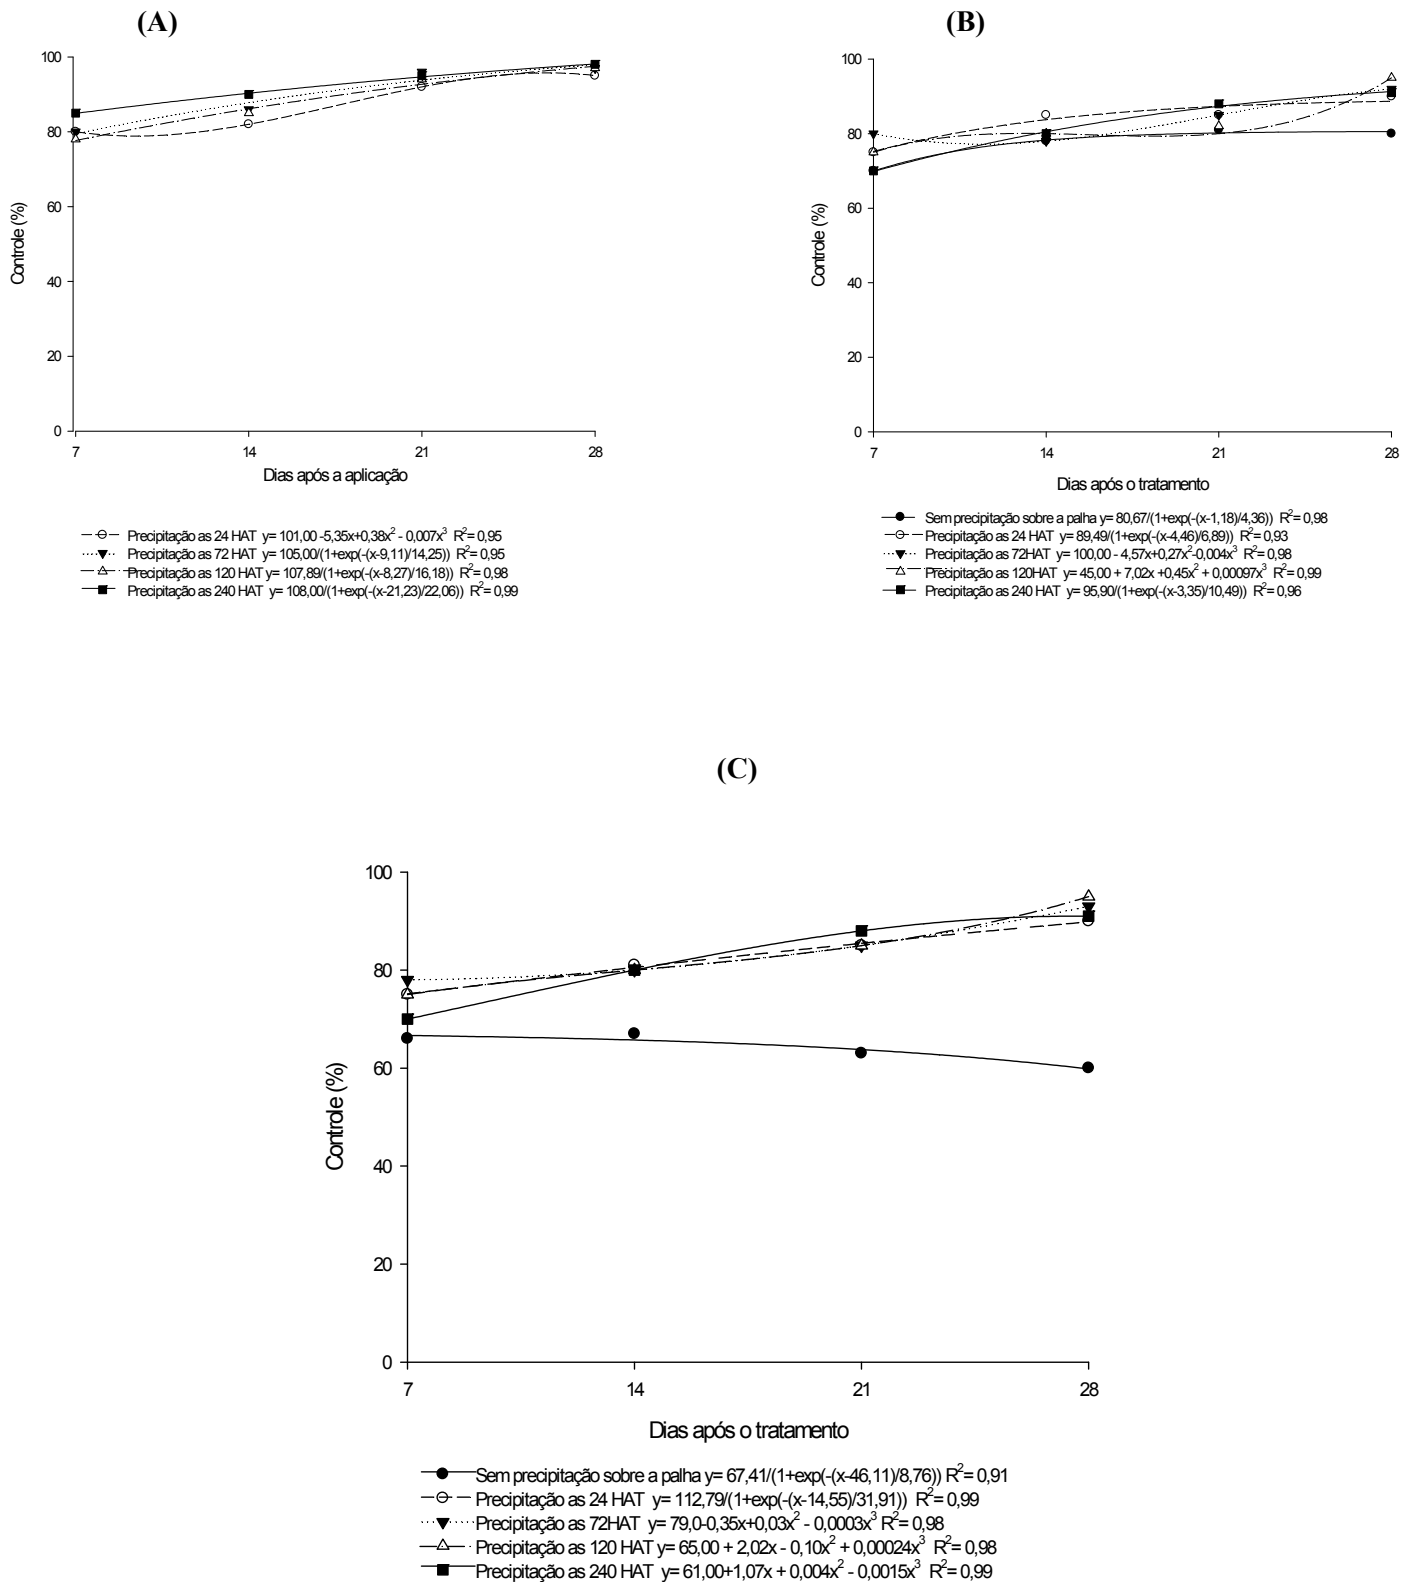 (A)
100
80
60
40
20
0
Controle (%)
7 14 21 28
Dias após a aplicação
Precipitação as 24 HAT y= 101,00 -5,35x+0,38x² - 0,007x³ R²= 0,95
Precipitação as 72 HAT y= 105,00/(1+exp(-(x-9,11)/14,25)) R²= 0,95
Precipitação as 120 HAT y= 107,89/(1+exp(-(x-8,27)/16,18)) R²= 0,98
Precipitação as 240 HAT y= 108,00/(1+exp(-(x-21,23)/22,06)) R²= 0,99
(B)
100
80
60
40
20
0
Controle (%)
7 14 21 28
Dias após o tratamento
Sem precipitação sobre a palha y= 80,67/(1+exp(-(x-1,18)/4,36)) R²= 0,98
Precipitação as 24 HAT y= 89,49/(1+exp(-(x-4,46)/6,89)) R²= 0,93
Precipitação as 72HAT y= 100,00 - 4,57x+0,27x²-0,004x³ R²= 0,98
Precipitação as 120HAT y= 45,00 + 7,02x +0,45x² + 0,00097x³ R²= 0,99
Precipitação as 240 HAT y= 95,90/(1+exp(-(x-3,35)/10,49)) R²= 0,96
(C)
100
80
60
40
20
0
Controle (%)
7 14 21 28
Dias após o tratamento
Sem precipitação sobre a palha y= 67,41/(1+exp(-(x-46,11)/8,76)) R²= 0,91
Precipitação as 24 HAT y= 112,79/(1+exp(-(x-14,55)/31,91)) R²= 0,99
Precipitação as 72HAT y= 79,0-0,35x+0,03x² - 0,0003x³ R²= 0,98
Precipitação as 120 HAT y= 65,00 + 2,02x - 0,10x² + 0,00024x³ R²= 0,98
Precipitação as 240 HAT y= 61,00+1,07x + 0,004x² - 0,0015x³ R²= 0,99